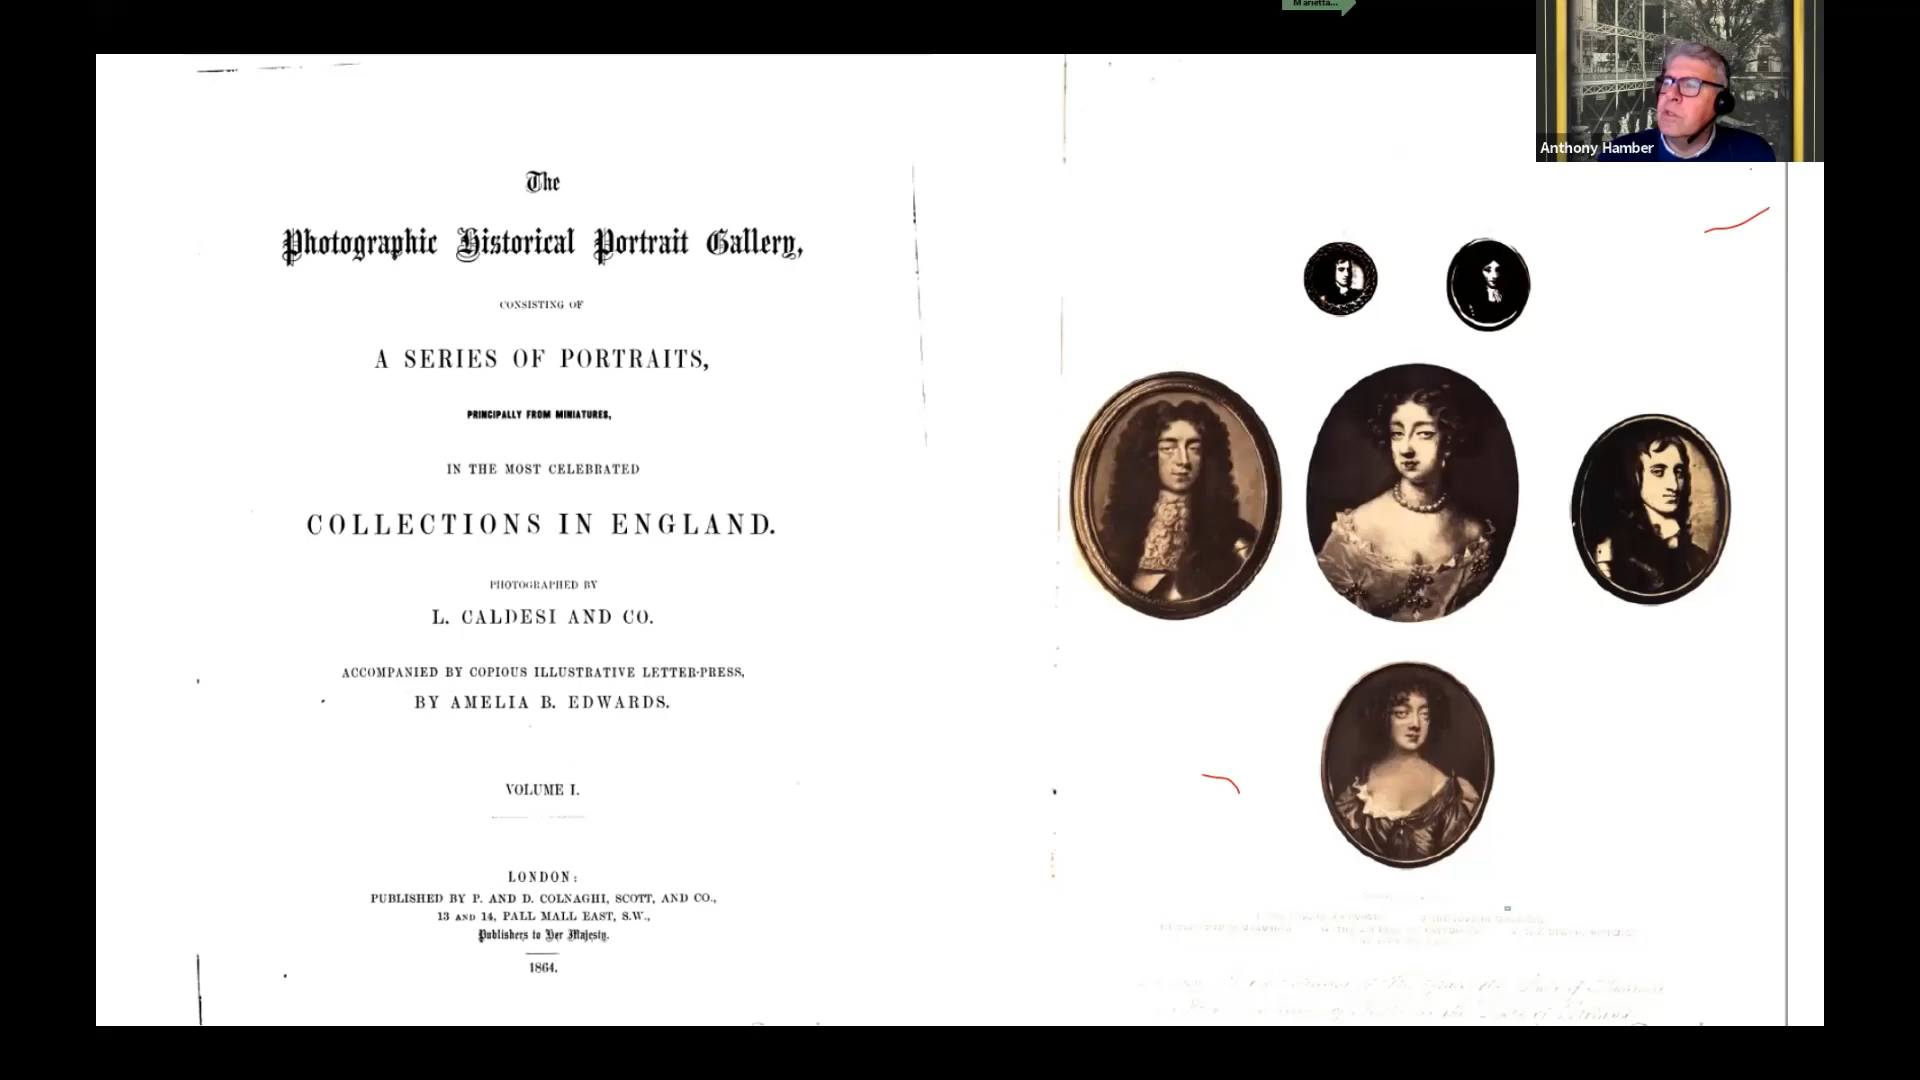 Marietta...
Anthony Hamber
The
Photographic Historical Portrait Gallery,
CONSISTING OF
A SERIES OF PORTRAITS,
PRINCIPALLY FROM MINIATURES,
IN THE MOST CELEBRATED
COLLECTIONS IN ENGLAND.
PHOTOGRAPHED BY
L. CALDESI AND CO.
ACCOMPANIED BY COPIOUS ILLUSTRATIVE LETTER-PRESS,
BY AMELIA B. EDWARDS.
VOLUME I.
LONDON:
PUBLISHED BY P. AND D. COLNAGHI, SCOTT, AND CO.,
13 AND 14, PALL MALL EAST, S.W.,
Publishers to Her Majesty.
1864.